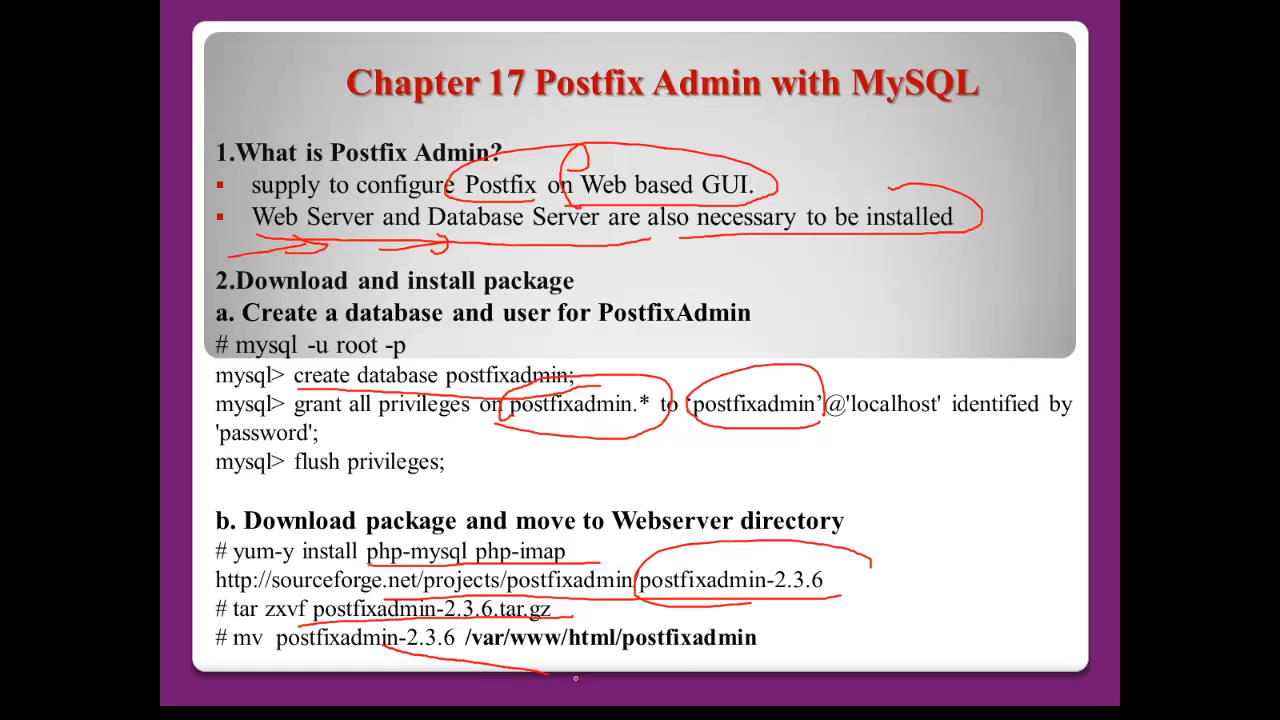 Chapter 17 Postfix Admin with MySQL
1.What is Postfix Admin?
▪ supply to configure Postfix on Web based GUI.
▪ Web Server and Database Server are also necessary to be installed
2.Download and install package
a. Create a database and user for PostfixAdmin
# mysql -u root -p
mysql> create database postfixadmin;
mysql> grant all privileges on postfixadmin.* to ‘postfixadmin’@'localhost' identified by
'password';
mysql> flush privileges;
b. Download package and move to Webserver directory
# yum-y install php-mysql php-imap
http://sourceforge.net/projects/postfixadmin/postfixadmin-2.3.6
# tar zxvf postfixadmin-2.3.6.tar.gz
# mv postfixadmin-2.3.6 /var/www/html/postfixadmin